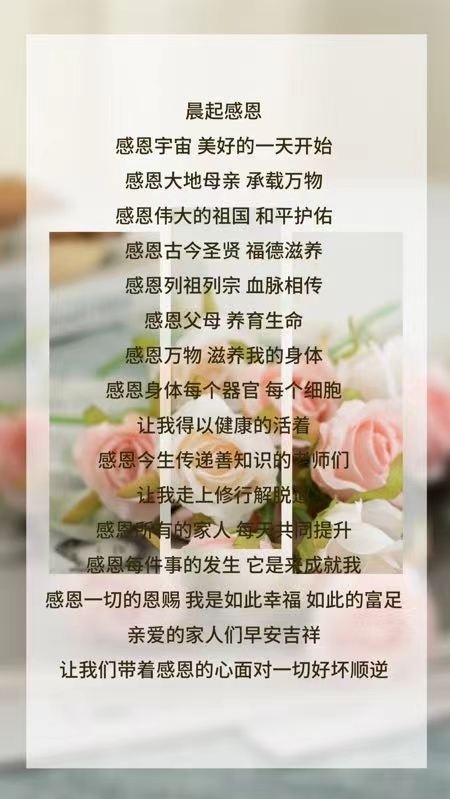 晨起感恩
感恩宇宙 美好的一天开始
感恩大地母亲 承载万物
感恩伟大的祖国 和平护佑
感恩古今圣贤 福德滋养
感恩列祖列宗 血脉相传
感恩父母 养育生命
感恩万物 滋养我的身体
感恩身体每个器官 每个细胞
让我得以健康的活着
感恩今生传递善知识的老师们
让我走上修行解脱道
感恩所有的家人 每天共同提升
感恩每件事的发生 它是来成就我
感恩一切的恩赐 我是如此幸福 如此的富足
亲爱的家人们早安吉祥
让我们带着感恩的心面对一切好坏顺逆